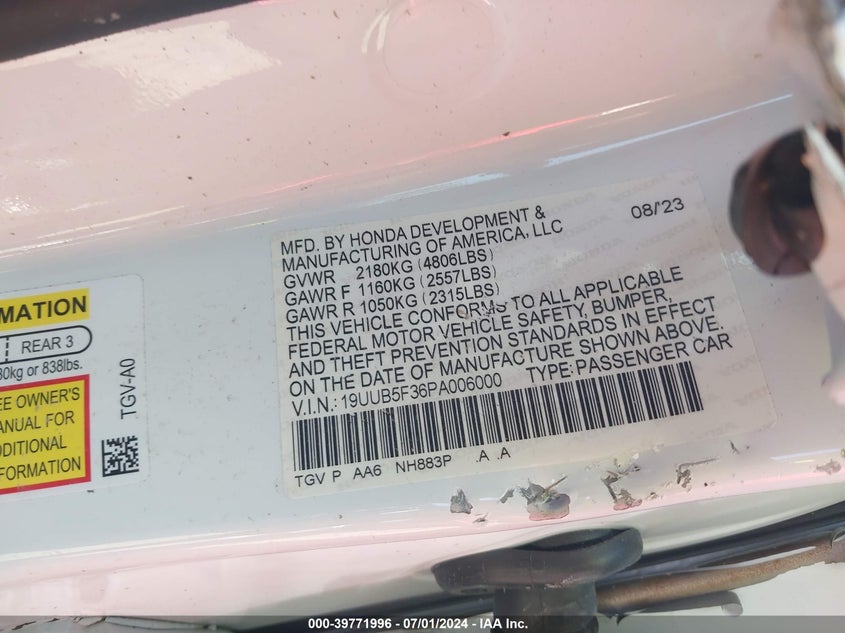 MATION
REAR 3
80kg or 838lbs.
EE OWNER'S
ANUAL FOR
DDITIONAL
FORMATION
TGV-A0
MFD. BY HONDA DEVELOPMENT &
MANUFACTURING OF AMERICA, LLC
08/'23
GVWR 2180KG (4806LBS)
GAWR F 1160KG (2557LBS)
GAWR R 1050KG (2315LBS)
THIS VEHICLE CONFORMS TO ALL APPLICABLE
FEDERAL MOTOR VEHICLE SAFETY, BUMPER,
AND THEFT PREVENTION STANDARDS IN EFFECT
ON THE DATE OF MANUFACTURE SHOWN ABOVE.
V.I.N.: 19UUB5F36PA006000 TYPE: PASSENGER CAR
TGV P AA6 NH883P .A .A
000-39771996 / 07/01/2024 - IAA Inc.